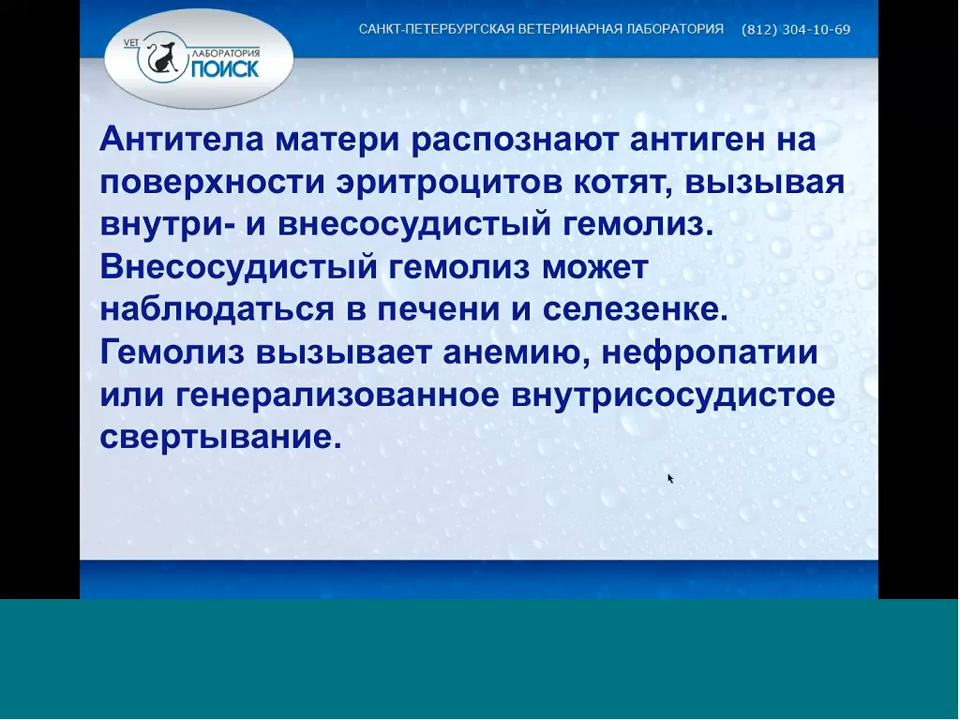 VET
ЛАБОРАТОРИЯ
ПОИСК
САНКТ-ПЕТЕРБУРГСКАЯ ВЕТЕРИНАРНАЯ ЛАБОРАТОРИЯ (812) 304-10-69
Антитела матери распознают антиген на
поверхности эритроцитов котят, вызывая
внутри- и внесосудистый гемолиз.
Внесосудистый гемолиз может
наблюдаться в печени и селезенке.
Гемолиз вызывает анемию, нефропатии
или генерализованное внутрисосудистое
свертывание.